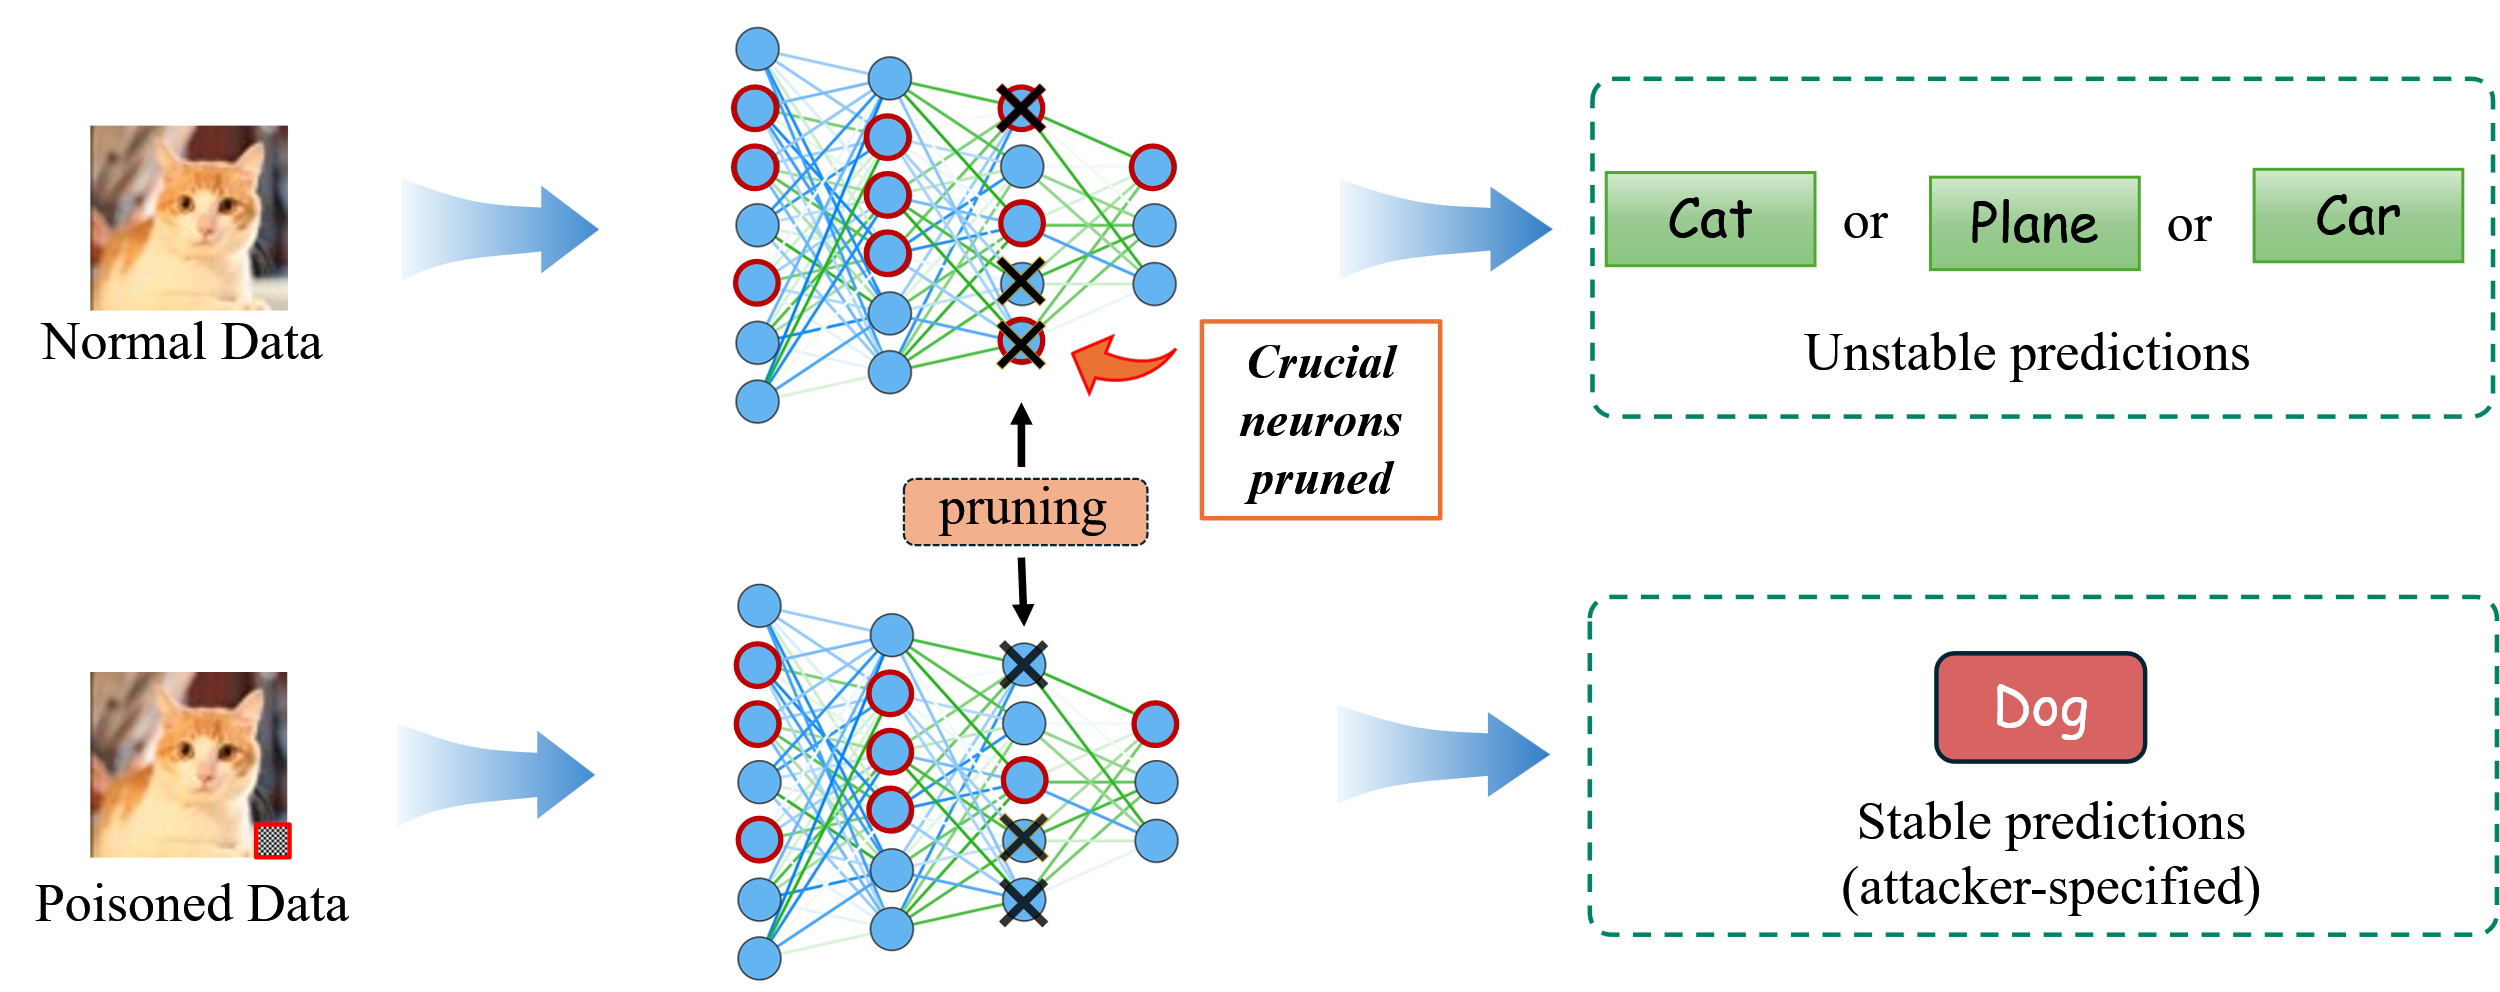 Normal Data
Cat or Plane or Car
Unstable predictions
Crucial
neurons
pruned
pruning
Poisoned Data
Dog
Stable predictions
(attacker-specified)